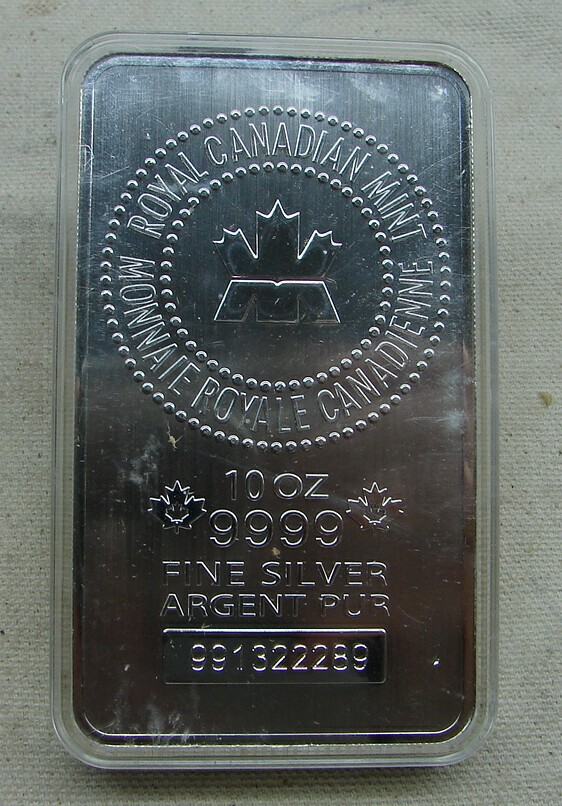 ROYAL CANADIAN MINT
MONNAIE ROYALE CANADIENNE
10 OZ
9999
FINE SILVER
ARGENT PUR
991322289